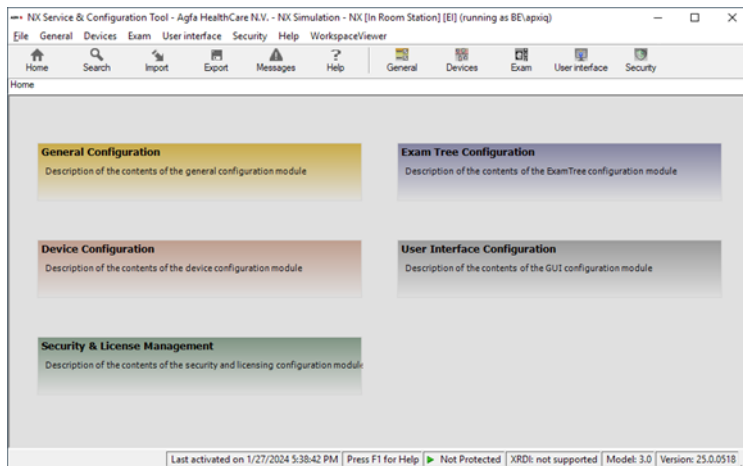 NX Service & Configuration Tool - Agfa HealthCare N.V. - NX Simulation - NX [In Room Station] [EI] (running as BE\apxiq)
File General Devices Exam User interface Security Help WorkspaceViewer
Home Search Import Export Messages Help General Devices Exam User interface Security
Home
General Configuration
Description of the contents of the general configuration module
Exam Tree Configuration
Description of the contents of the ExamTree configuration module
Device Configuration
Description of the contents of the device configuration module
User Interface Configuration
Description of the contents of the GUI configuration module
Security & License Management
Description of the contents of the security and licensing configuration module
Last activated on 1/27/2024 5:38:42 PM Press F1 for Help Not Protected XRDI: not supported Model: 3.0 Version: 25.0.0518